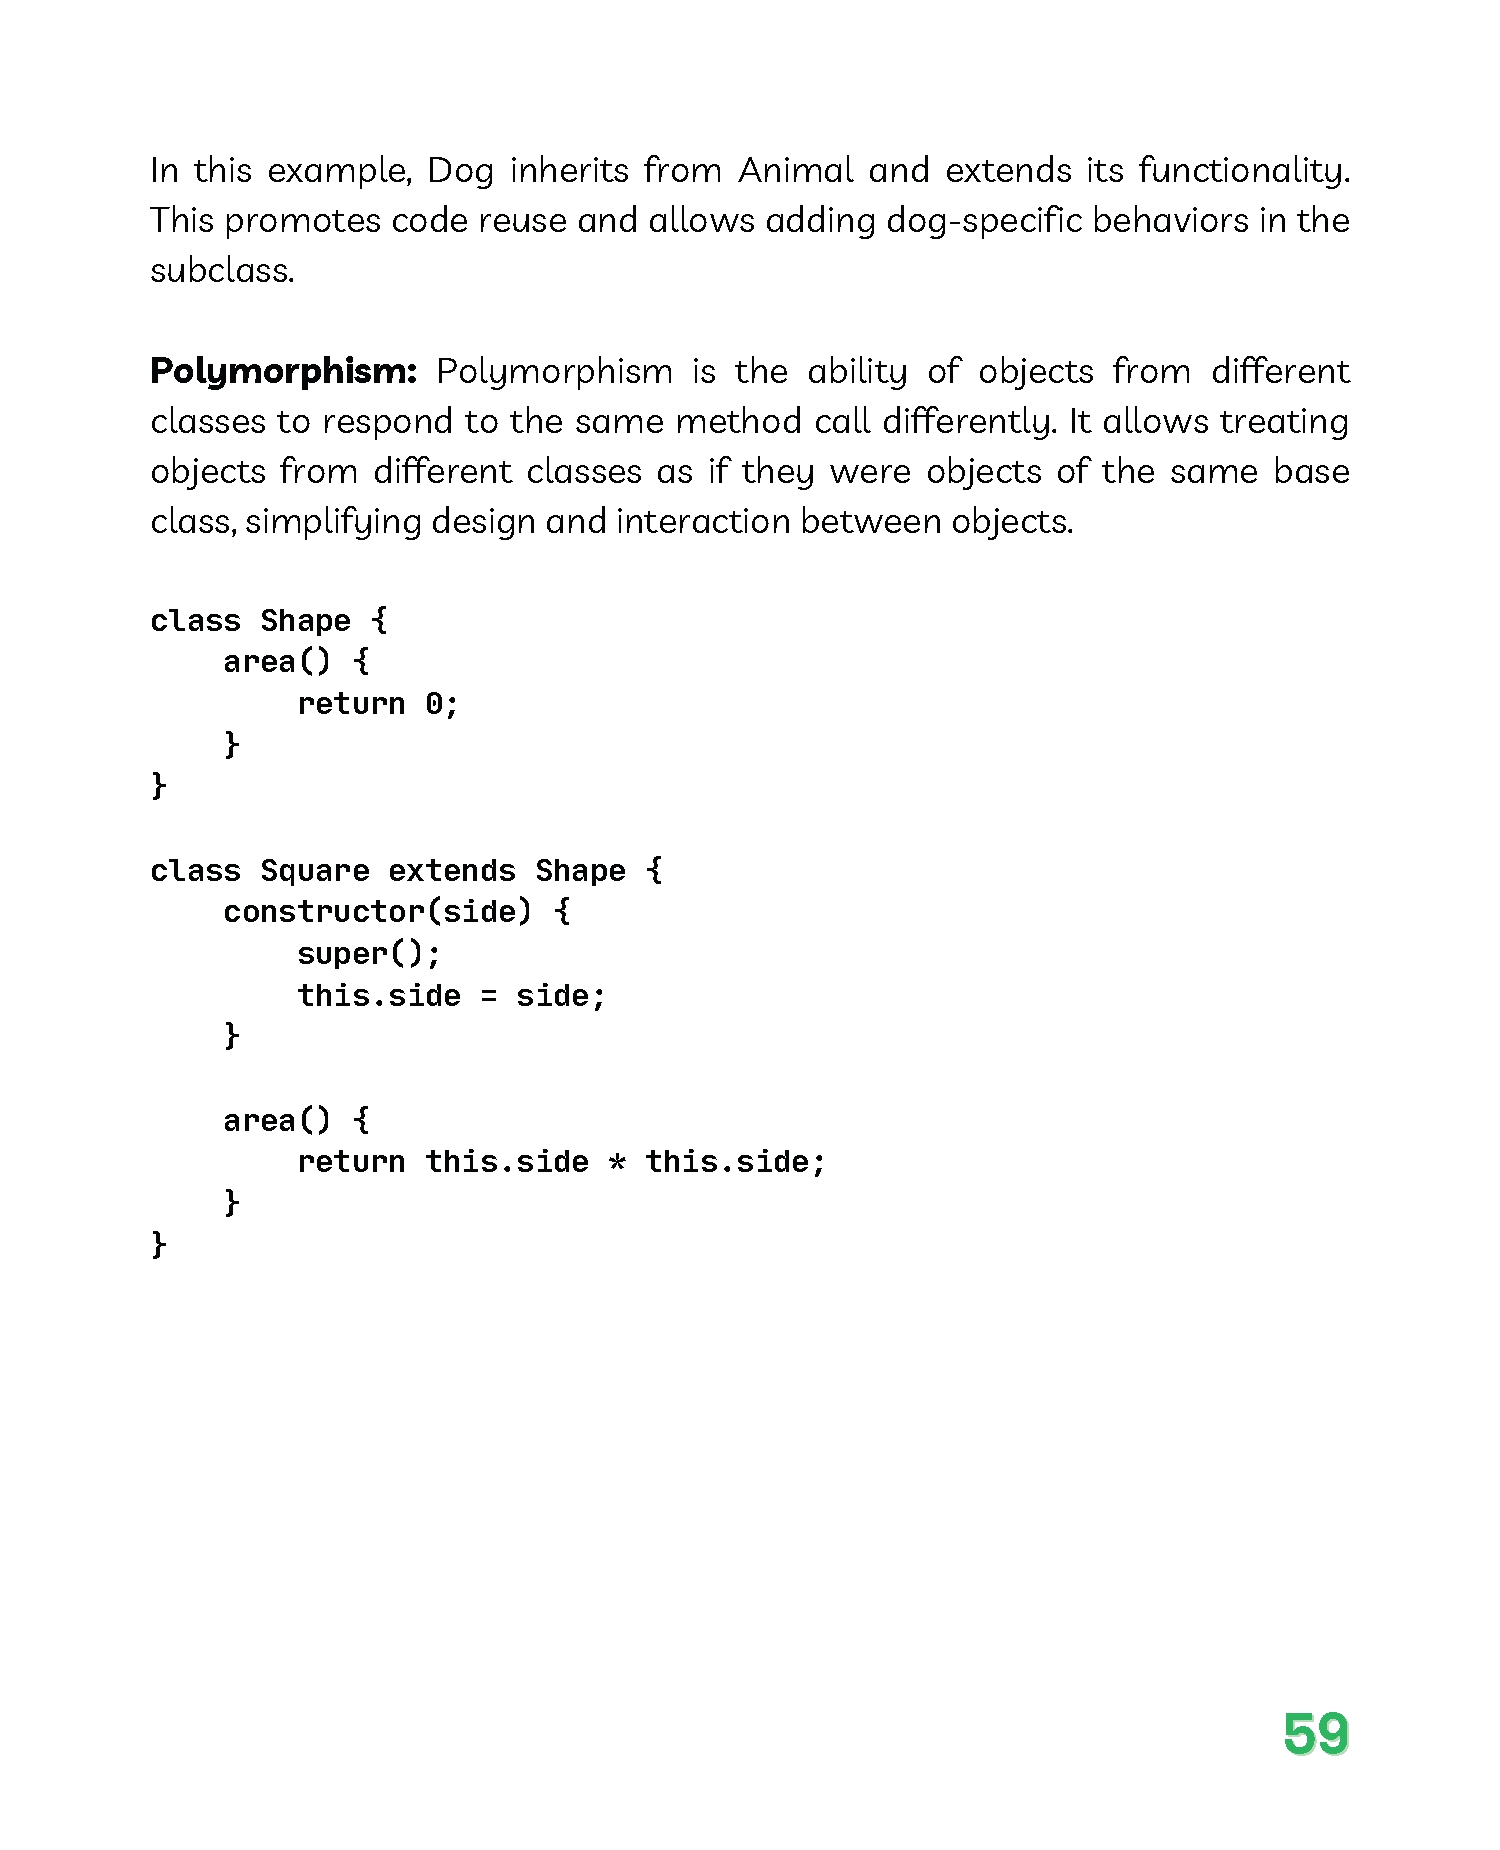 In this example, Dog inherits from Animal and extends its functionality.
This promotes code reuse and allows adding dog-specific behaviors in the
subclass.

Polymorphism: Polymorphism is the ability of objects from different
classes to respond to the same method call differently. It allows treating
objects from different classes as if they were objects of the same base
class, simplifying design and interaction between objects.

class Shape {
    area() {
        return 0;
    }
}

class Square extends Shape {
    constructor(side) {
        super();
        this.side = side;
    }

    area() {
        return this.side * this.side;
    }
}

59